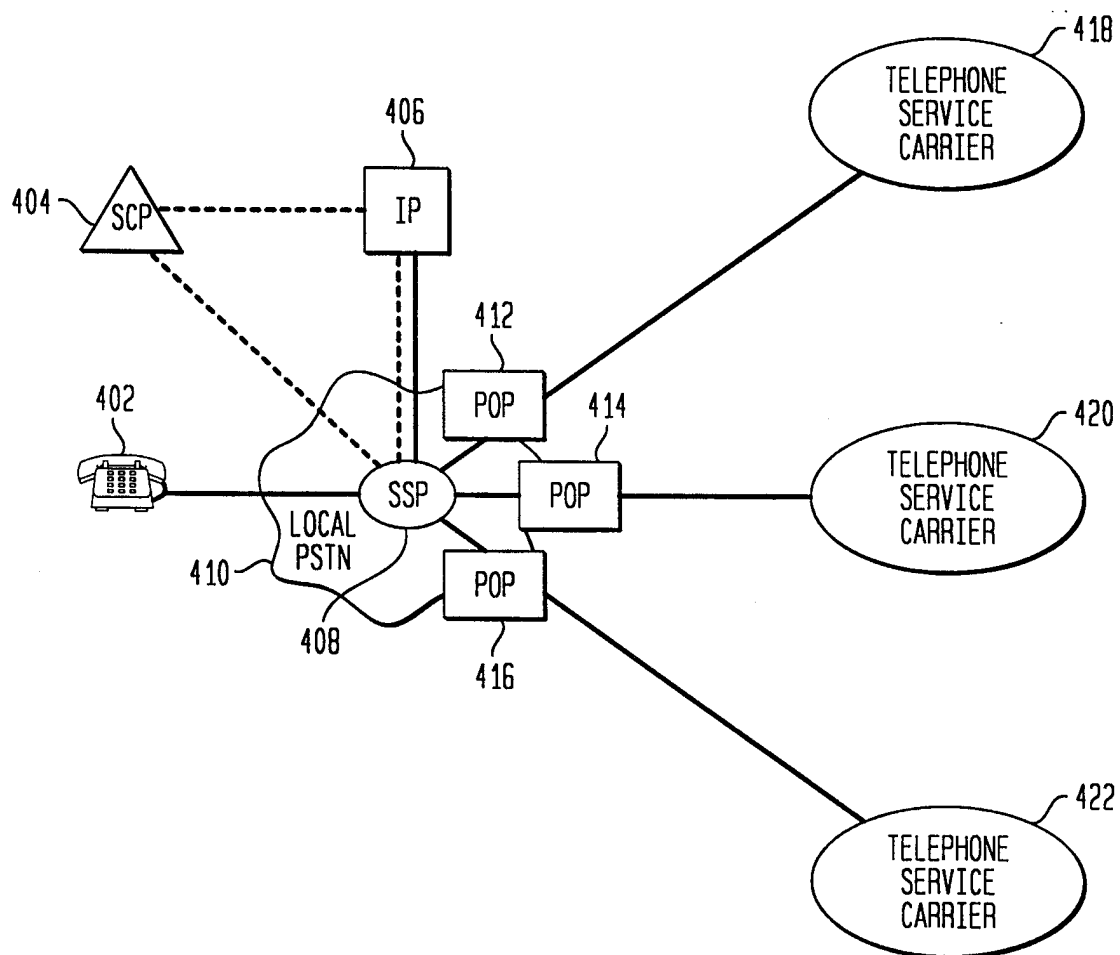 418
TELEPHONE
SERVICE
CARRIER
406
IP
404
SCP
412
POP
402
414
POP
420
TELEPHONE
SERVICE
CARRIER
SSP
LOCAL
PSTN
410
408
POP
416
422
TELEPHONE
SERVICE
CARRIER